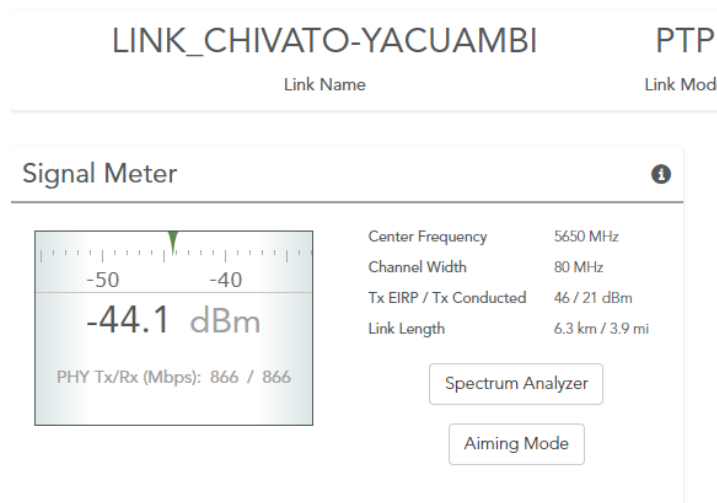 LINK_CHIVATO-YACUAMBI
PTP
Link Name
Link Mod
Signal Meter
-50 -40
-44.1 dBm
PHY Tx/Rx (Mbps): 866 / 866
Center Frequency 5650 MHz
Channel Width 80 MHz
Tx EIRP / Tx Conducted 46 / 21 dBm
Link Length 6.3 km / 3.9 mi
Spectrum Analyzer
Aiming Mode